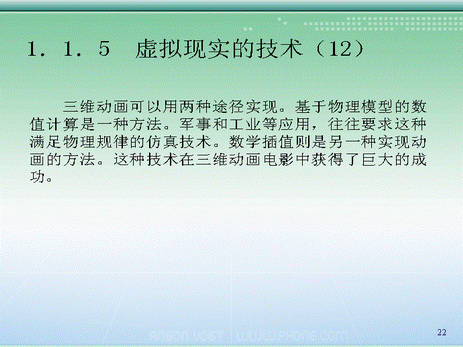 1.1.5 虚拟现实的技术（12）
三维动画可以用两种途径实现。基于物理模型的数
值计算是一种方法。军事和工业等应用，往往要求这种
满足物理规律的仿真技术。数学插值则是另一种实现动
画的方法。这种技术在三维动画电影中获得了巨大的成
功。
22